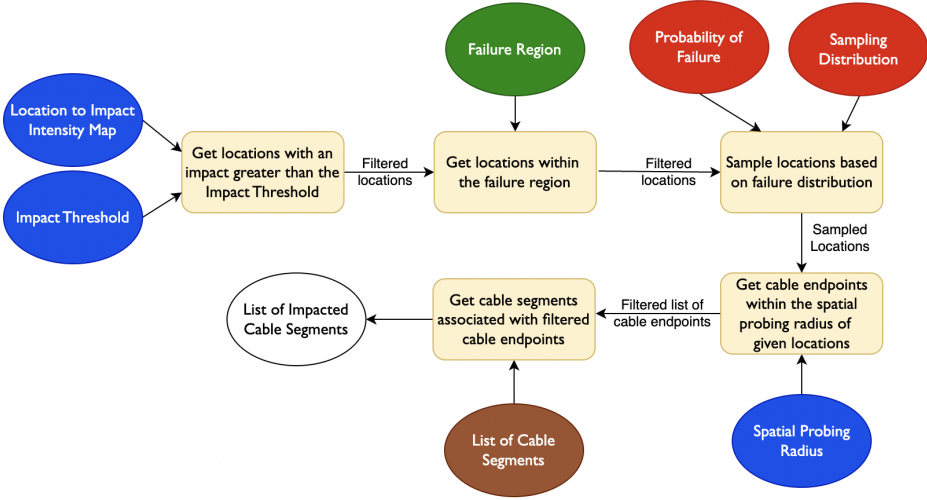 Failure Region
Probability of
Failure
Sampling
Distribution
Location to Impact
Intensity Map
Impact Threshold
Get locations with an
impact greater than the
Impact Threshold
Filtered
locations
Get locations within
the failure region
Filtered
locations
Sample locations based
on failure distribution
Sampled
Locations
Get cable endpoints
within the spatial
probing radius of
given locations
Filtered list of
cable endpoints
Get cable segments
associated with filtered
cable endpoints
List of Impacted
Cable Segments
List of Cable
Segments
Spatial Probing
Radius